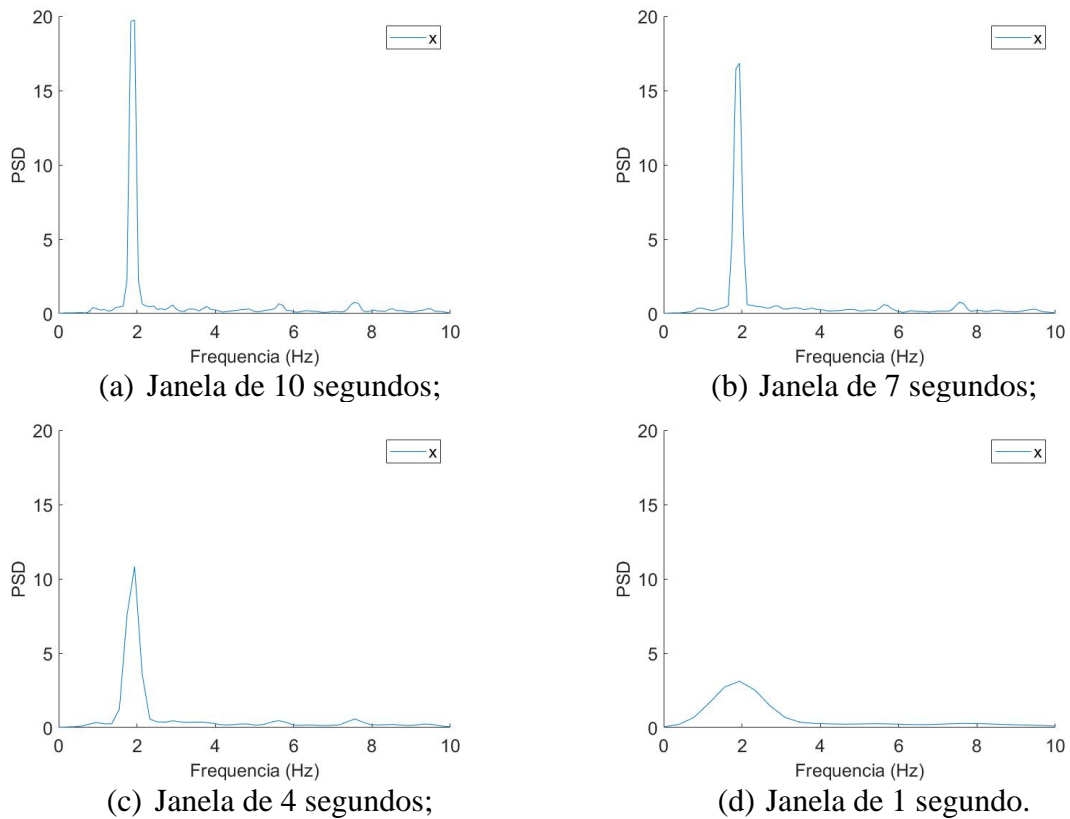 20
15
10
5
0
PSD
x
0 2 4 6 8 10
Frequencia (Hz)
(a) Janela de 10 segundos;
20
15
10
5
0
PSD
x
0 2 4 6 8 10
Frequencia (Hz)
(b) Janela de 7 segundos;
20
15
10
5
0
PSD
x
0 2 4 6 8 10
Frequencia (Hz)
(c) Janela de 4 segundos;
20
15
10
5
0
PSD
x
0 2 4 6 8 10
Frequencia (Hz)
(d) Janela de 1 segundo.